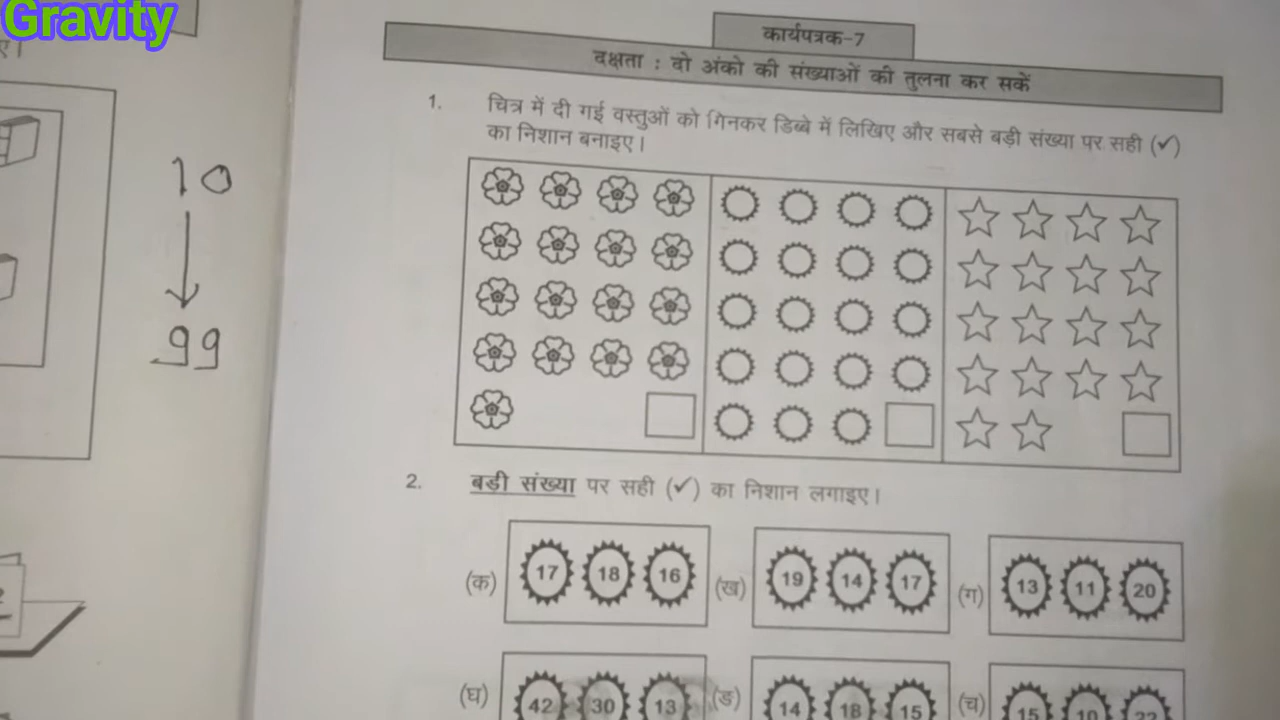 Gravity
ए।
कार्यपत्रक-7
दक्षता : दो अंको की संख्याओं की तुलना कर सकें
1. चित्र में दी गई वस्तुओं को गिनकर डिब्बे में लिखिए और सबसे बड़ी संख्या पर सही (✓)
का निशान बनाइए।
10
99
2. बड़ी संख्या पर सही (✓) का निशान लगाइए।
(क) 17 18 16 (ख) 19 14 17 (ग) 13 11 20
(घ) 42 30 13 (ङ) 14 18 15 (च) 15 10 22